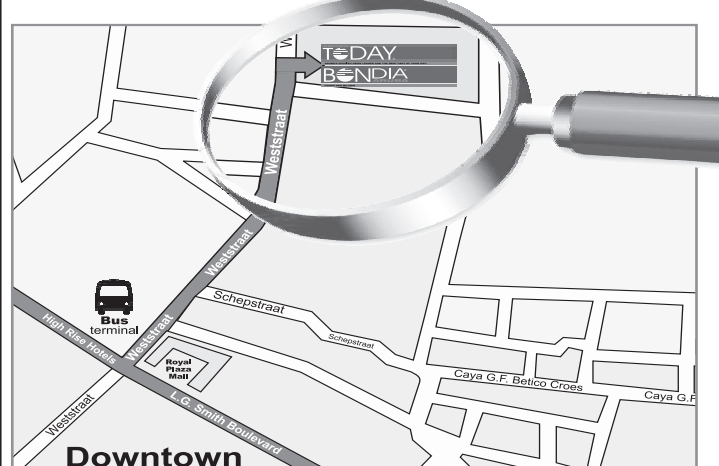 W
TODAY
BONDIA
Weststraat
Weststraat
Schepstraat
Bus
terminal
High Rise Hotels
Weststraat
Schepstraat
Royal
Plaza
Mall
Caya G.F. Betico Croes
Caya G.F
L.G. Smith Boulevard
Weststraat
Downtown